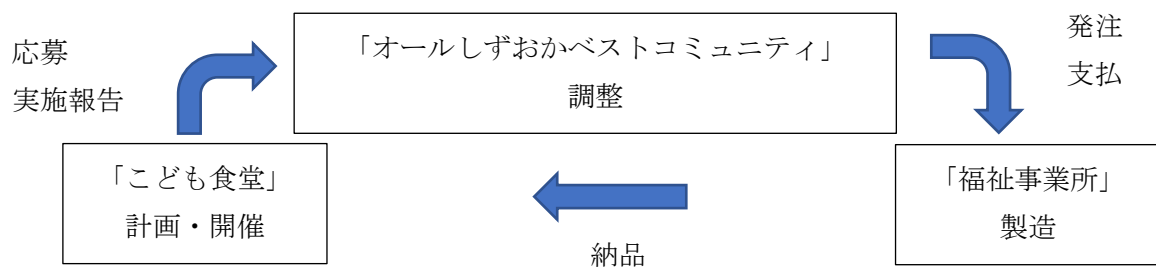 応募
実施報告
「オールしずおかベストコミュニティ」
調整
発注
支払
「こども食堂」
計画・開催
納品
「福祉事業所」
製造